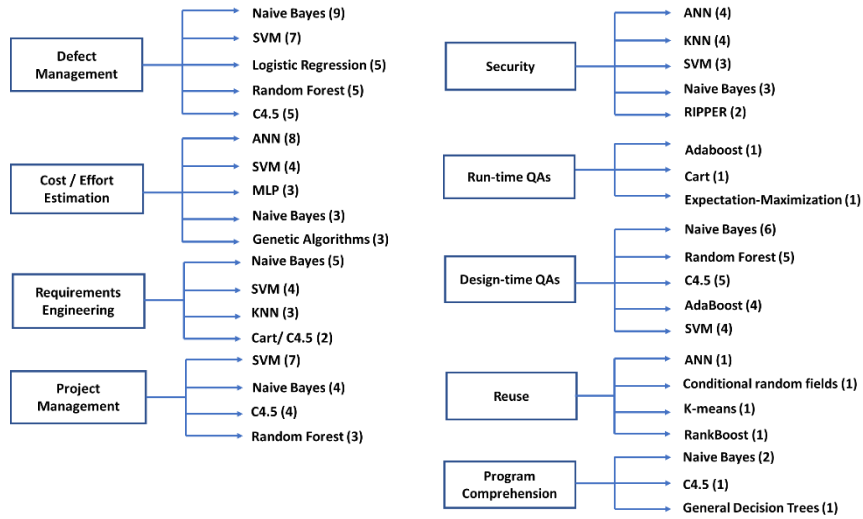 Defect
Management
Naive Bayes (9)
SVM (7)
Logistic Regression (5)
Random Forest (5)
C4.5 (5)
Cost / Effort
Estimation
ANN (8)
SVM (4)
MLP (3)
Naive Bayes (3)
Genetic Algorithms (3)
Requirements
Engineering
Naive Bayes (5)
SVM (4)
KNN (3)
Cart/ C4.5 (2)
Project
Management
SVM (7)
Naive Bayes (4)
C4.5 (4)
Random Forest (3)
Security
ANN (4)
KNN (4)
SVM (3)
Naive Bayes (3)
RIPPER (2)
Run-time QAs
Adaboost (1)
Cart (1)
Expectation-Maximization (1)
Design-time QAs
Naive Bayes (6)
Random Forest (5)
C4.5 (5)
AdaBoost (4)
SVM (4)
Reuse
ANN (1)
Conditional random fields (1)
K-means (1)
RankBoost (1)
Program
Comprehension
Naive Bayes (2)
C4.5 (1)
General Decision Trees (1)